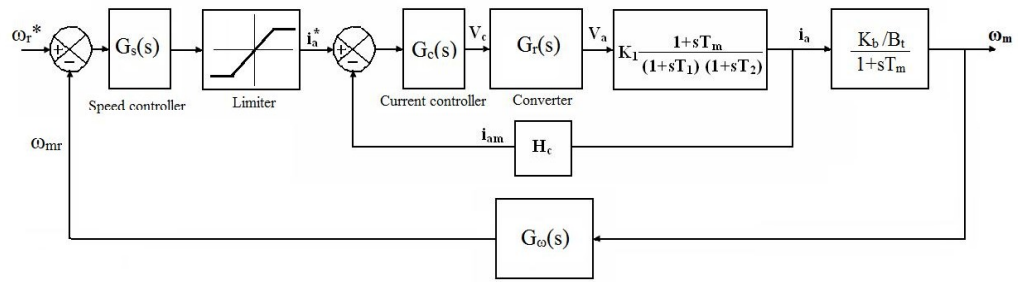 ωr*
+
−
Gs(s)
Speed controller
Limiter
ia*
+
−
Gc(s)
Current controller
Vc
Gr(s)
Converter
Va
K1 1+sTm / (1+sT1) (1+sT2)
ia
Kb/Bt / 1+sTm
ωm
iam
Hc
ωmr
Gω(s)